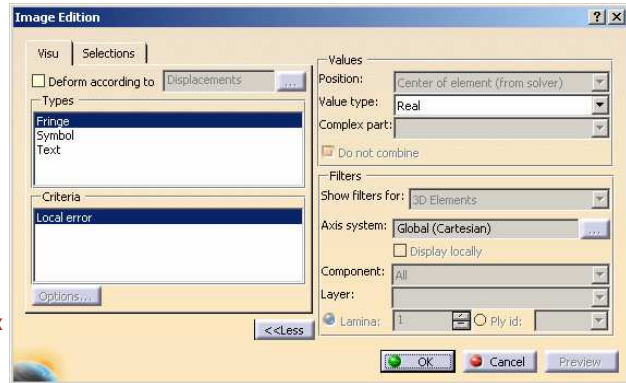 Image Edition
Visu
Selections
Deform according to
Displacements
...
Types
Fringe
Symbol
Text
Criteria
Local error
Options...
<<Less
Values
Position:
Center of element (from solver)
Value type:
Real
Complex part:
Do not combine
Filters
Show filters for:
3D Elements
Axis system:
Global (Cartesian)
...
Display locally
Component:
All
Layer:
Lamina:
1
Ply id:
OK
Cancel
Preview